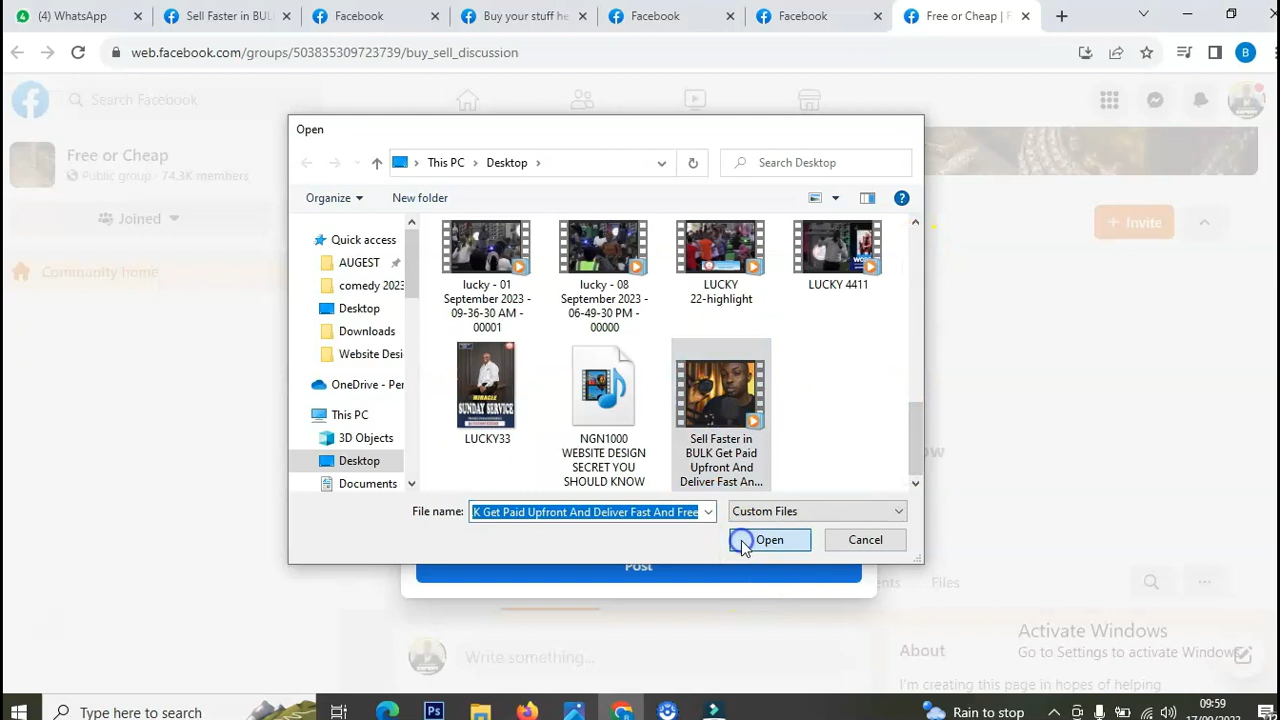 (4) WhatsApp
Sell Faster in BULK
Facebook
Buy your stuff he
Facebook
Facebook
Free or Cheap | F
web.facebook.com/groups/503835309723739/buy_sell_discussion
B
Search Facebook
Free or Cheap
Public group · 74.3K members
Joined
Community home
+ Invite
Open
This PC
Desktop
Search Desktop
Organize
New folder
Quick access
AUGEST
comedy 2023
Desktop
Downloads
Website Desi
OneDrive - Per
This PC
3D Objects
Desktop
Documents
lucky - 01
September 2023 -
09-36-30 AM -
00001
lucky - 08
September 2023 -
06-49-30 PM -
00000
LUCKY
22-highlight
LUCKY 4411
MIRACLE
SUNDAY SERVICE
LUCKY33
NGN1000
WEBSITE DESIGN
SECRET YOU
SHOULD KNOW
Sell Faster in
BULK Get Paid
Upfront And
Deliver Fast An...
File name:
K Get Paid Upfront And Deliver Fast And Free
Custom Files
Open
Cancel
Post
Files
Write something...
About
I'm creating this page in hopes of helping
Activate Windows
Go to Settings to activate Windows.
Type here to search
Ps
Rain to stop
09:59